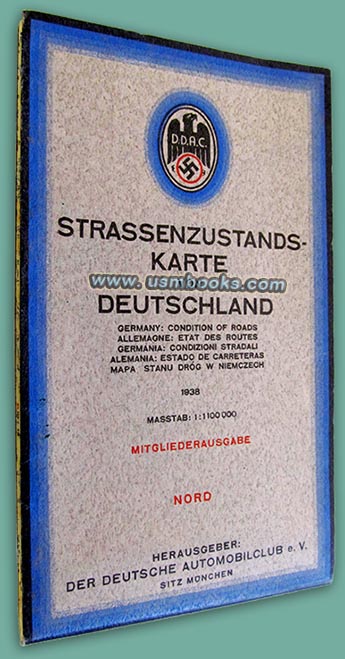 D.D.A.C.
STRASSENZUSTANDS-
KARTE
www.usmbooks.com
DEUTSCHLAND
GERMANY: CONDITION OF ROADS
ALLEMAGNE: ETAT DES ROUTES
GERMANIA: CONDIZIONI STRADALI
ALEMANIA: ESTADO DE CARRETERAS
MAPA STANU DRÓG W NIEMCZECH
1938
MASSTAB: 1:1100000
MITGLIEDERAUSGABE
NORD
HERAUSGEBER:
DER DEUTSCHE AUTOMOBILCLUB e. V.
SITZ MÜNCHEN